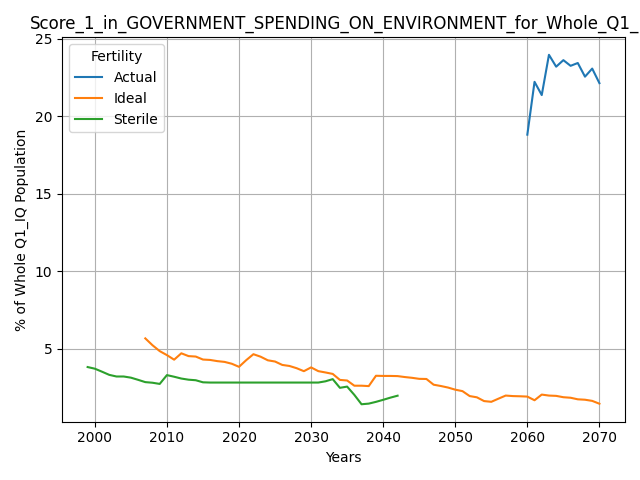 Score_1_in_GOVERNMENT_SPENDING_ON_ENVIRONMENT_for_Whole_Q1_
Fertility
Actual
Ideal
Sterile
% of Whole Q1_IQ Population
25
20
15
10
5
2000 2010 2020 2030 2040 2050 2060 2070
Years